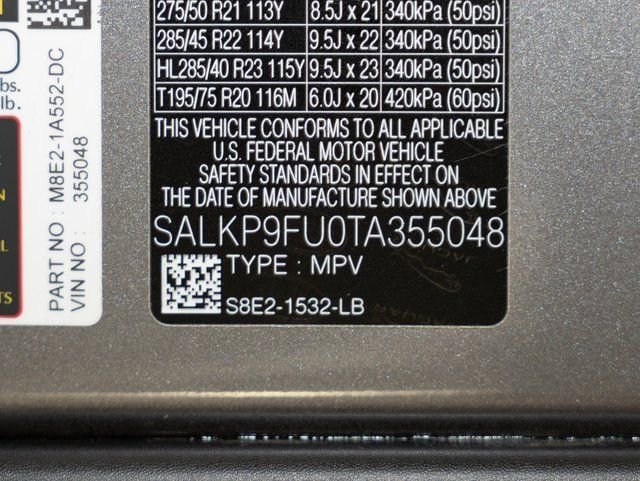 275/50 R21 113Y 8.5J x 21 340kPa (50psi)
285/45 R22 114Y 9.5J x 22 340kPa (50psi)
HL285/40 R23 115Y 9.5J x 23 340kPa (50psi)
T195/75 R20 116M 6.0J x 20 420kPa (60psi)
THIS VEHICLE CONFORMS TO ALL APPLICABLE
U.S. FEDERAL MOTOR VEHICLE
SAFETY STANDARDS IN EFFECT ON
THE DATE OF MANUFACTURE SHOWN ABOVE
SALKP9FU0TA355048
TYPE : MPV
S8E2-1532-LB
PART NO : M8E2-1A552-DC
VIN NO : 355048
bs.
lb.